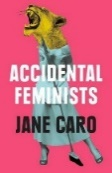 ACCIDENTAL
FEMINISTS
JANE CARO